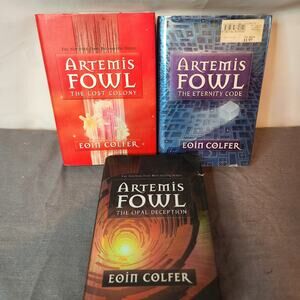 ARTEMIS
FOWL
THE LOST COLONY
EOIN COLFER
ARTEMIS
FOWL
THE ETERNITY CODE
EOIN COLFER
ARTEMIS
FOWL
THE OPAL DECEPTION
EOIN COLFER